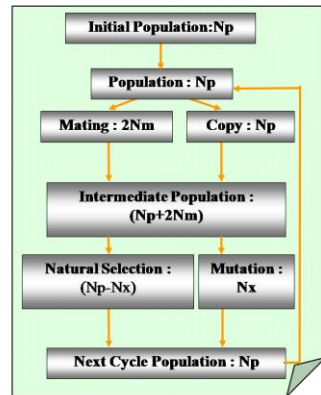 Initial Population:Np
Population : Np
Mating : 2Nm
Copy : Np
Intermediate Population :
(Np+2Nm)
Natural Selection :
(Np-Nx)
Mutation :
Nx
Next Cycle Population : Np